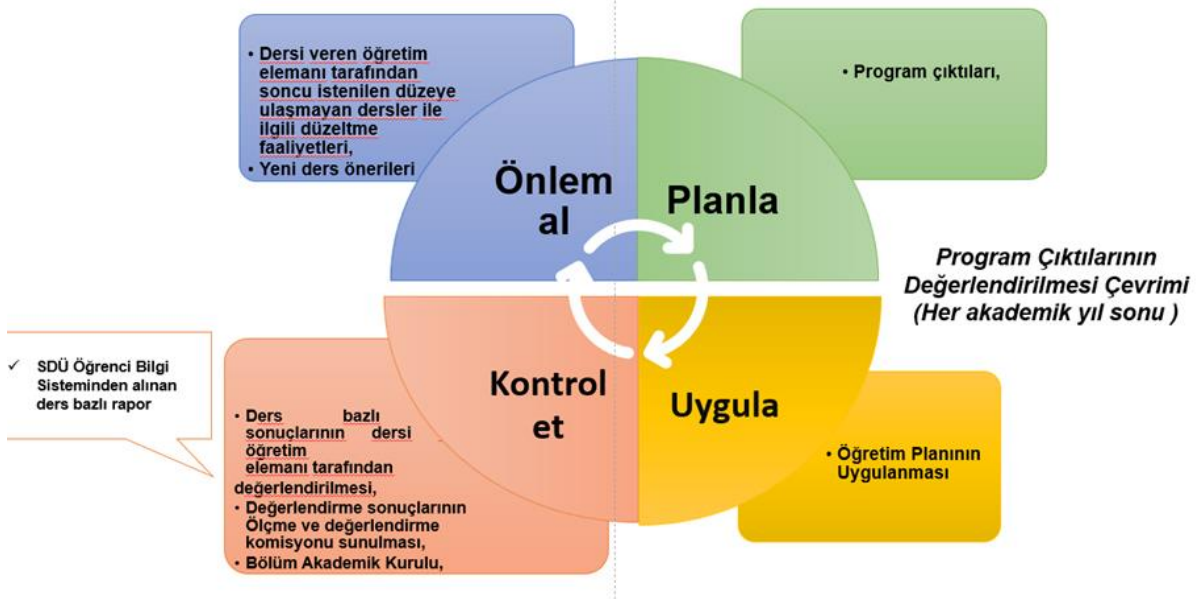 • Dersi veren öğretim
elemanı tarafından
soncu istenilen düzeye
ulaşmayan dersler ile
ilgili düzeltme
faaliyetleri,
• Yeni ders önerileri
• Program çıktıları,
Önlem
al
Planla
Program Çıktılarının
Değerlendirilmesi Çevrimi
(Her akademik yıl sonu )
✓ SDÜ Öğrenci Bilgi
Sisteminden alınan
ders bazlı rapor
Kontrol
et
Uygula
• Ders bazlı
sonuçlarının dersi
öğretim
elemanı tarafından
değerlendirilmesi,
• Değerlendirme sonuçlarının
Ölçme ve değerlendirme
komisyonu sunulması,
• Bölüm Akademik Kurulu,
• Öğretim Planının
Uygulanması